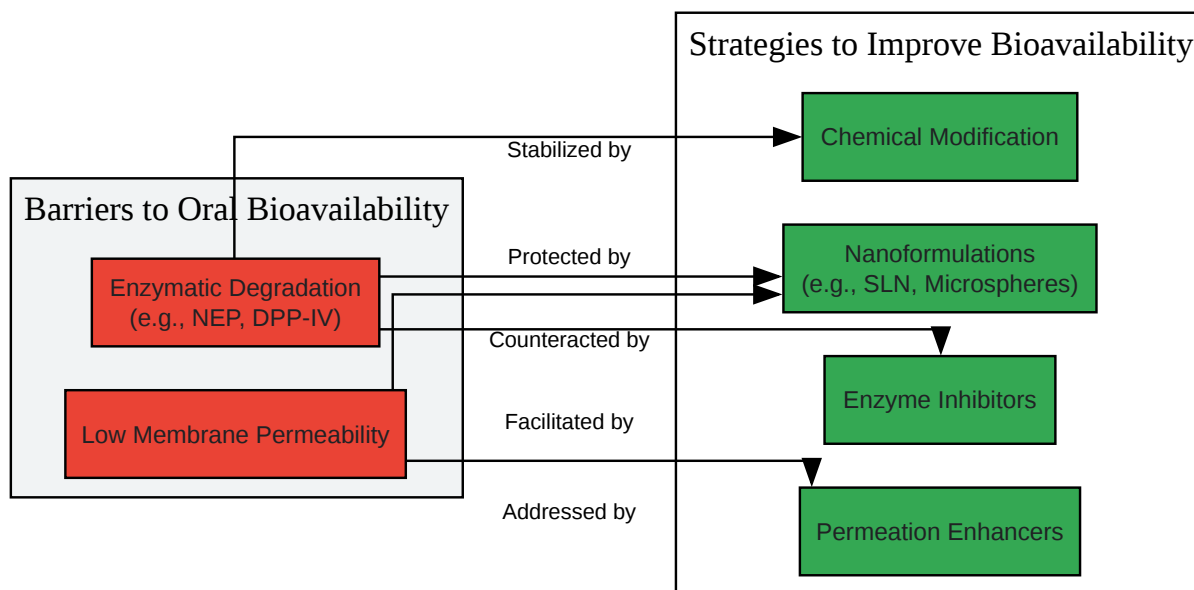 Strategies to Improve Bioavailability
Chemical Modification
Stabilized by
Barriers to Oral Bioavailability
Enzymatic Degradation
(e.g., NEP, DPP-IV)
Protected by
Nanoformulations
(e.g., SLN, Microspheres)
Counteracted by
Enzyme Inhibitors
Low Membrane Permeability
Facilitated by
Addressed by
Permeation Enhancers